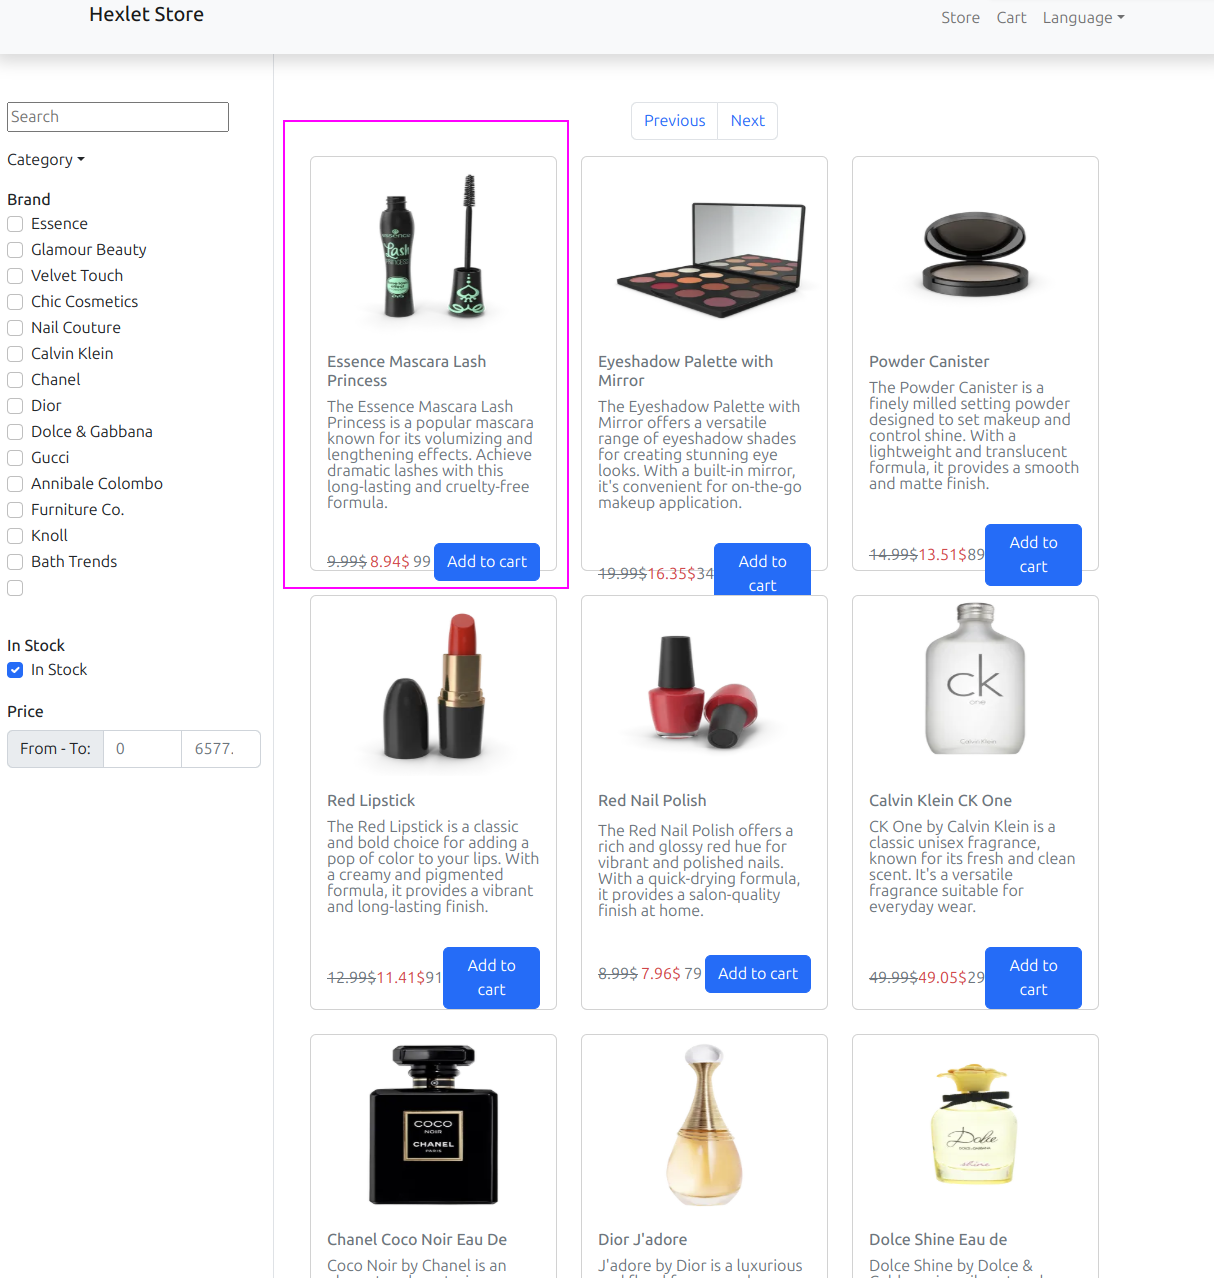 Hexlet Store
Store Cart Language
Search
Category
Brand
Essence
Glamour Beauty
Velvet Touch
Chic Cosmetics
Nail Couture
Calvin Klein
Chanel
Dior
Dolce & Gabbana
Gucci
Annibale Colombo
Furniture Co.
Knoll
Bath Trends
In Stock
In Stock
Price
From - To: 0 6577.
Previous Next
essence
Lash
PRINCESS
Essence Mascara Lash
Princess
The Essence Mascara Lash
Princess is a popular mascara
known for its volumizing and
lengthening effects. Achieve
dramatic lashes with this
long-lasting and cruelty-free
formula.
9.99$ 8.94$ 99 Add to cart
Eyeshadow Palette with
Mirror
The Eyeshadow Palette with
Mirror offers a versatile
range of eyeshadow shades
for creating stunning eye
looks. With a built-in mirror,
it's convenient for on-the-go
makeup application.
19.99$16.35$34 Add to
cart
Powder Canister
The Powder Canister is a
finely milled setting powder
designed to set makeup and
control shine. With a
lightweight and translucent
formula, it provides a smooth
and matte finish.
14.99$13.51$89 Add to
cart
Red Lipstick
The Red Lipstick is a classic
and bold choice for adding a
pop of color to your lips. With
a creamy and pigmented
formula, it provides a vibrant
and long-lasting finish.
12.99$11.41$91 Add to
cart
Red Nail Polish
The Red Nail Polish offers a
rich and glossy red hue for
vibrant and polished nails.
With a quick-drying formula,
it provides a salon-quality
finish at home.
8.99$ 7.96$ 79 Add to cart
ck
one
Calvin Klein
Calvin Klein CK One
CK One by Calvin Klein is a
classic unisex fragrance,
known for its fresh and clean
scent. It's a versatile
fragrance suitable for
everyday wear.
49.99$49.05$29 Add to
cart
COCO
NOIR
CHANEL
PARIS
Chanel Coco Noir Eau De
Coco Noir by Chanel is an
Dior J'adore
J'adore by Dior is a luxurious
Dolce
shine
Dolce Shine Eau de
Dolce Shine by Dolce &